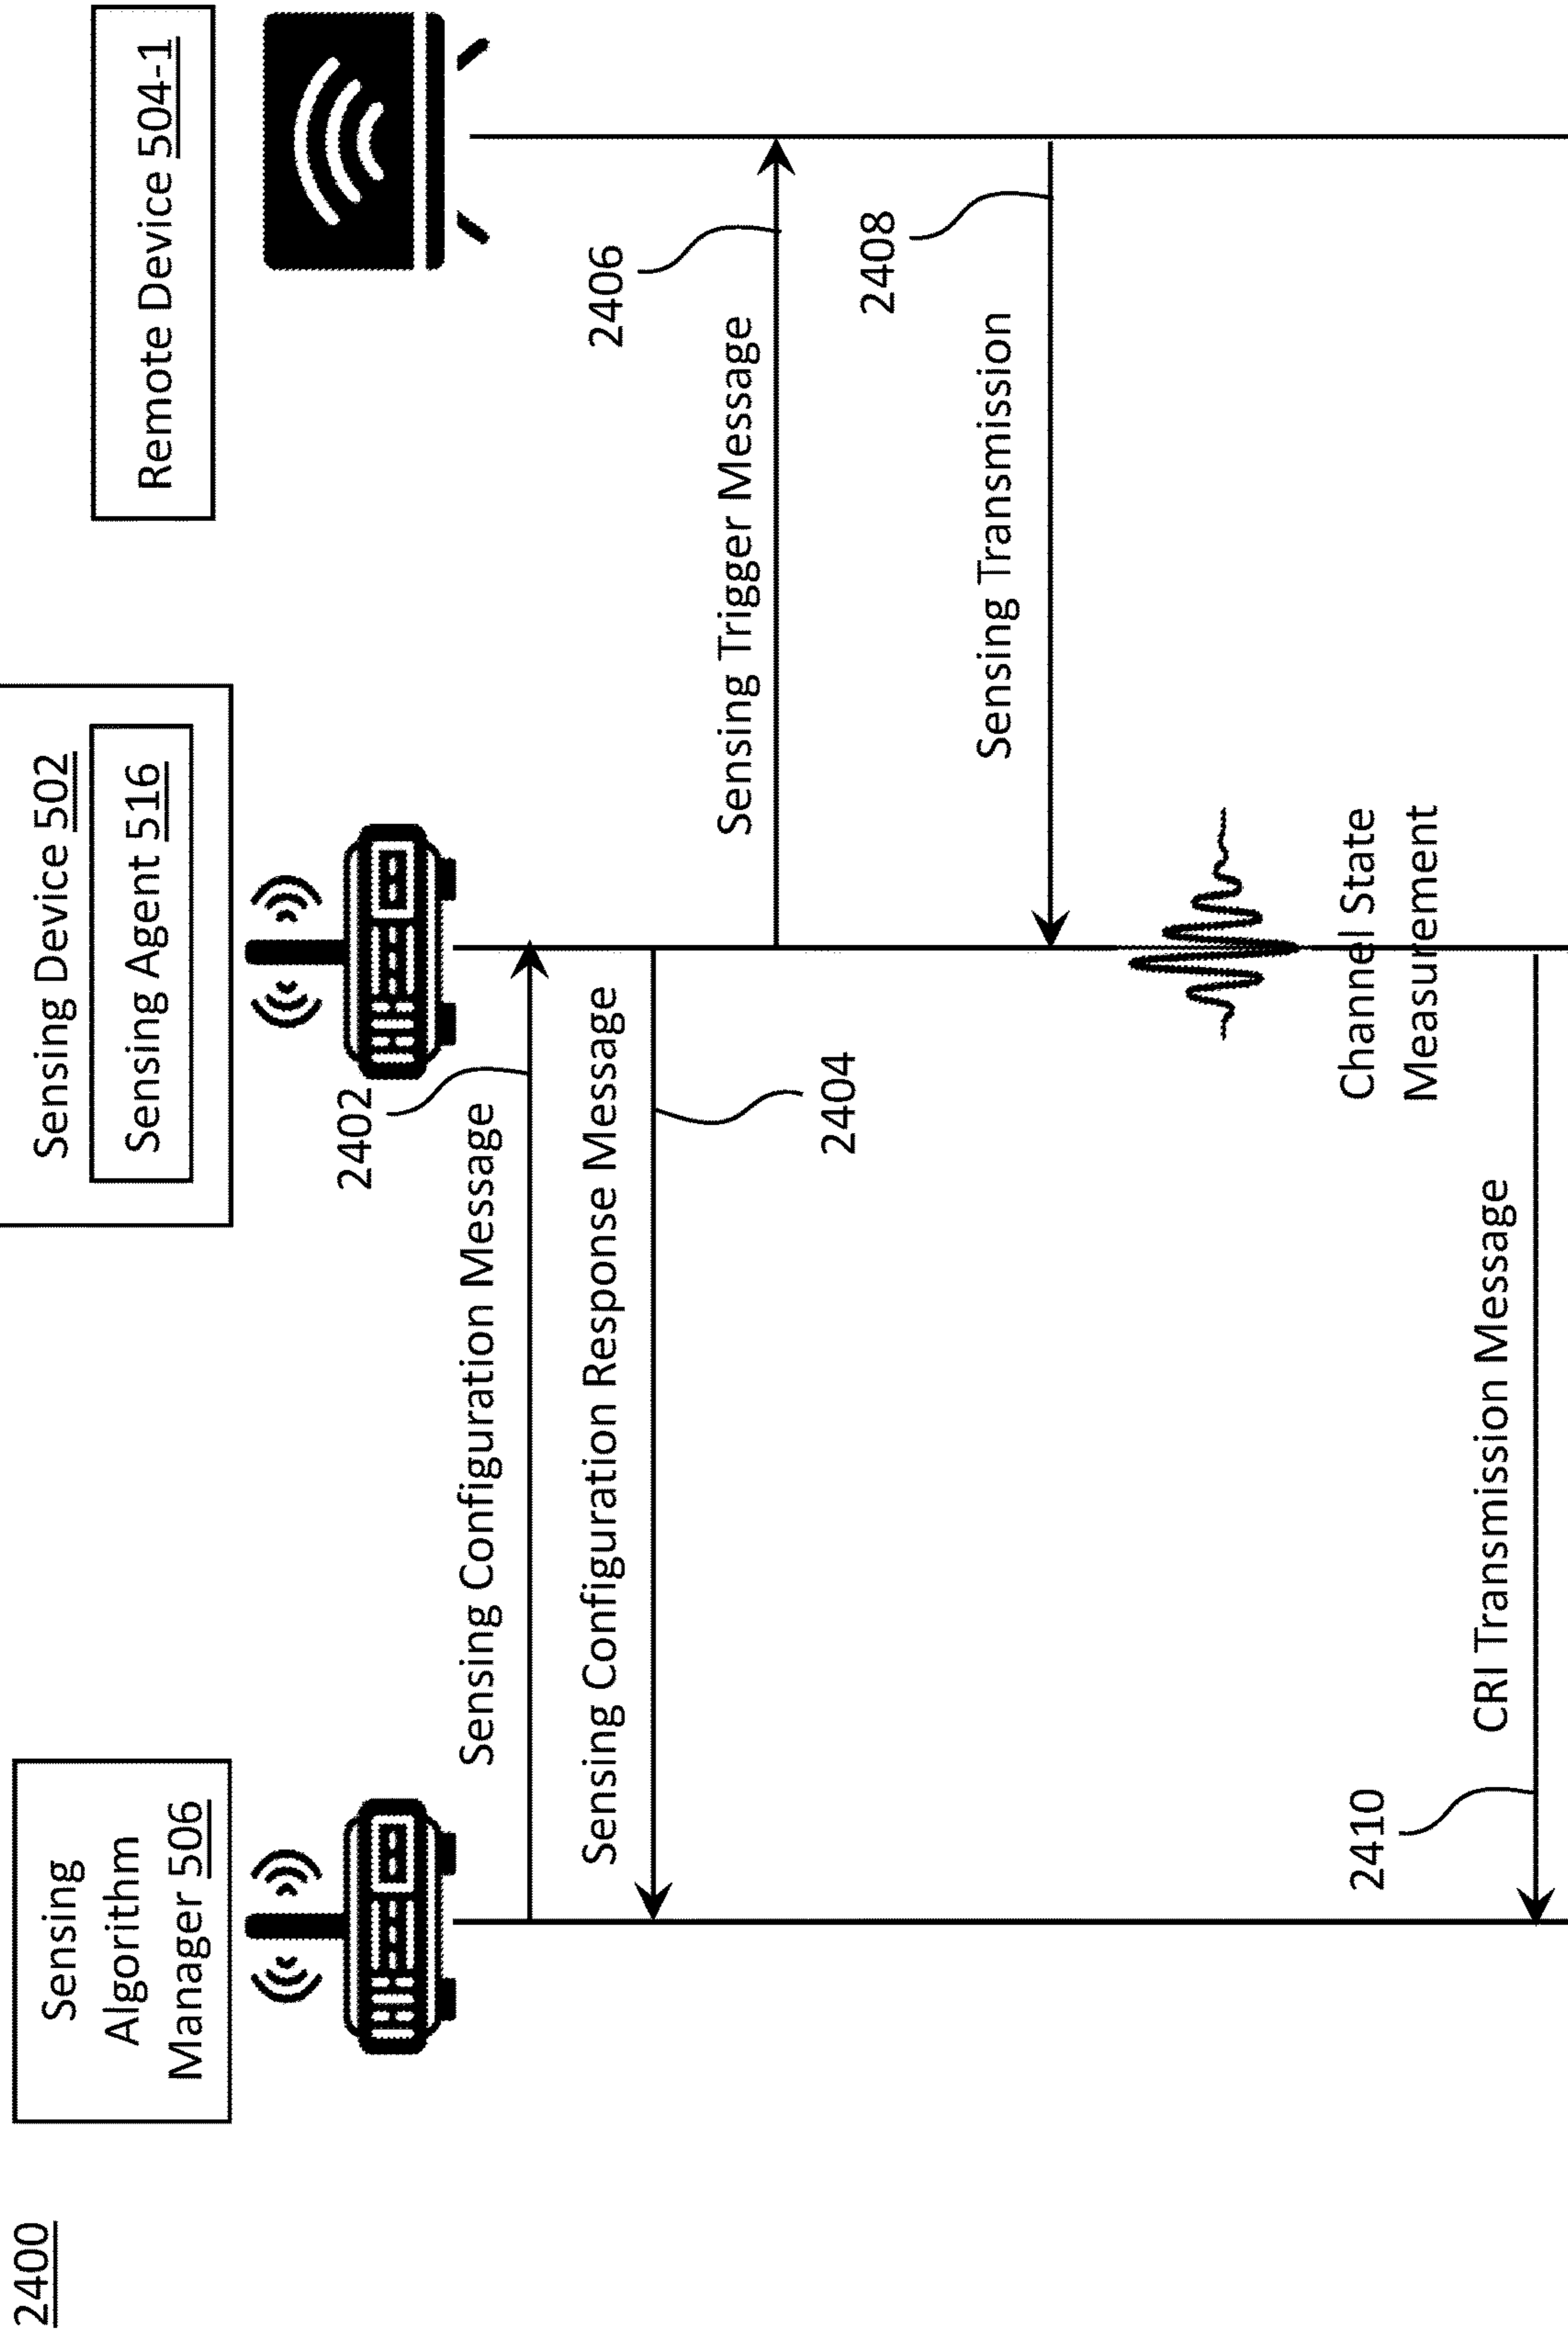 2400
Sensing
Algorithm
Manager 506
Sensing Device 502
Sensing Agent 516
Remote Device 504-1
2402
Sensing Configuration Message
Sensing Configuration Response Message
2404
2406
Sensing Trigger Message
2408
Sensing Transmission
Channel State
Measurement
2410
CRI Transmission Message